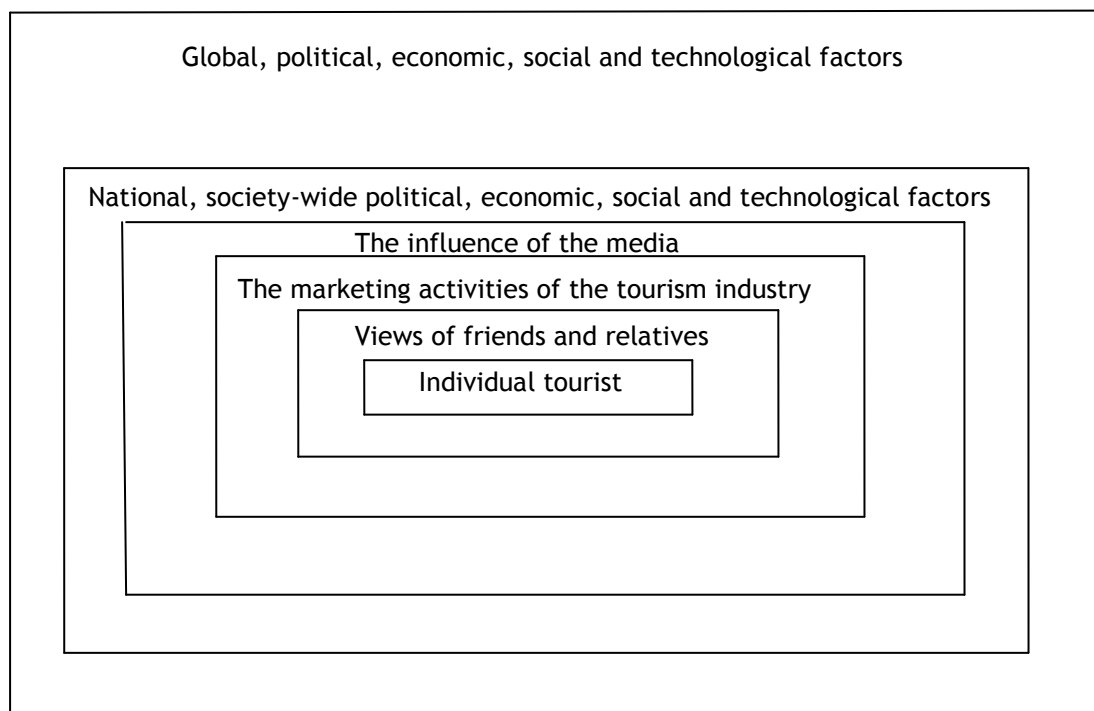 Global, political, economic, social and technological factors
National, society-wide political, economic, social and technological factors
The influence of the media
The marketing activities of the tourism industry
Views of friends and relatives
Individual tourist